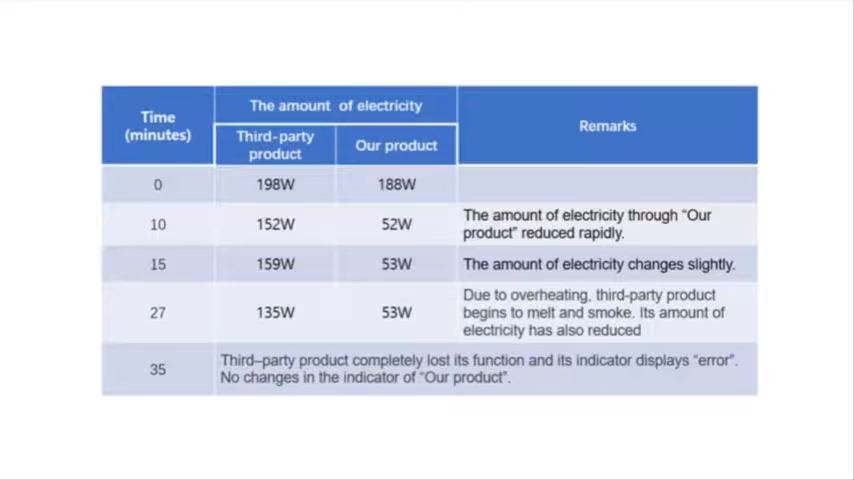 Time
(minutes)
The amount of electricity
Remarks
Third-party
product
Our product
0
198W
188W
10
152W
52W
The amount of electricity through “Our
product” reduced rapidly.
15
159W
53W
The amount of electricity changes slightly.
27
135W
53W
Due to overheating, third-party product
begins to melt and smoke. Its amount of
electricity has also reduced
35
Third–party product completely lost its function and its indicator displays “error”.
No changes in the indicator of “Our product”.